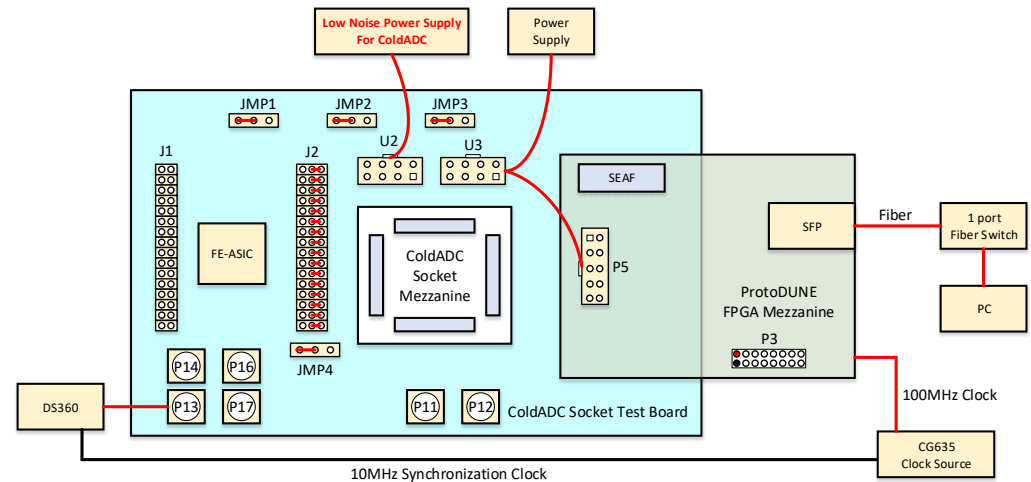 Low Noise Power Supply
For ColdADC
Power
Supply
JMP1
JMP2
JMP3
J1
J2
U2
U3
SEAF
SFP
Fiber
1 port
Fiber Switch
FE-ASIC
ColdADC
Socket
Mezzanine
P5
ProtoDUNE
FPGA Mezzanine
PC
P3
JMP4
P14
P16
DS360
P13
P17
P11
P12
ColdADC Socket Test Board
100MHz Clock
CG635
Clock Source
10MHz Synchronization Clock